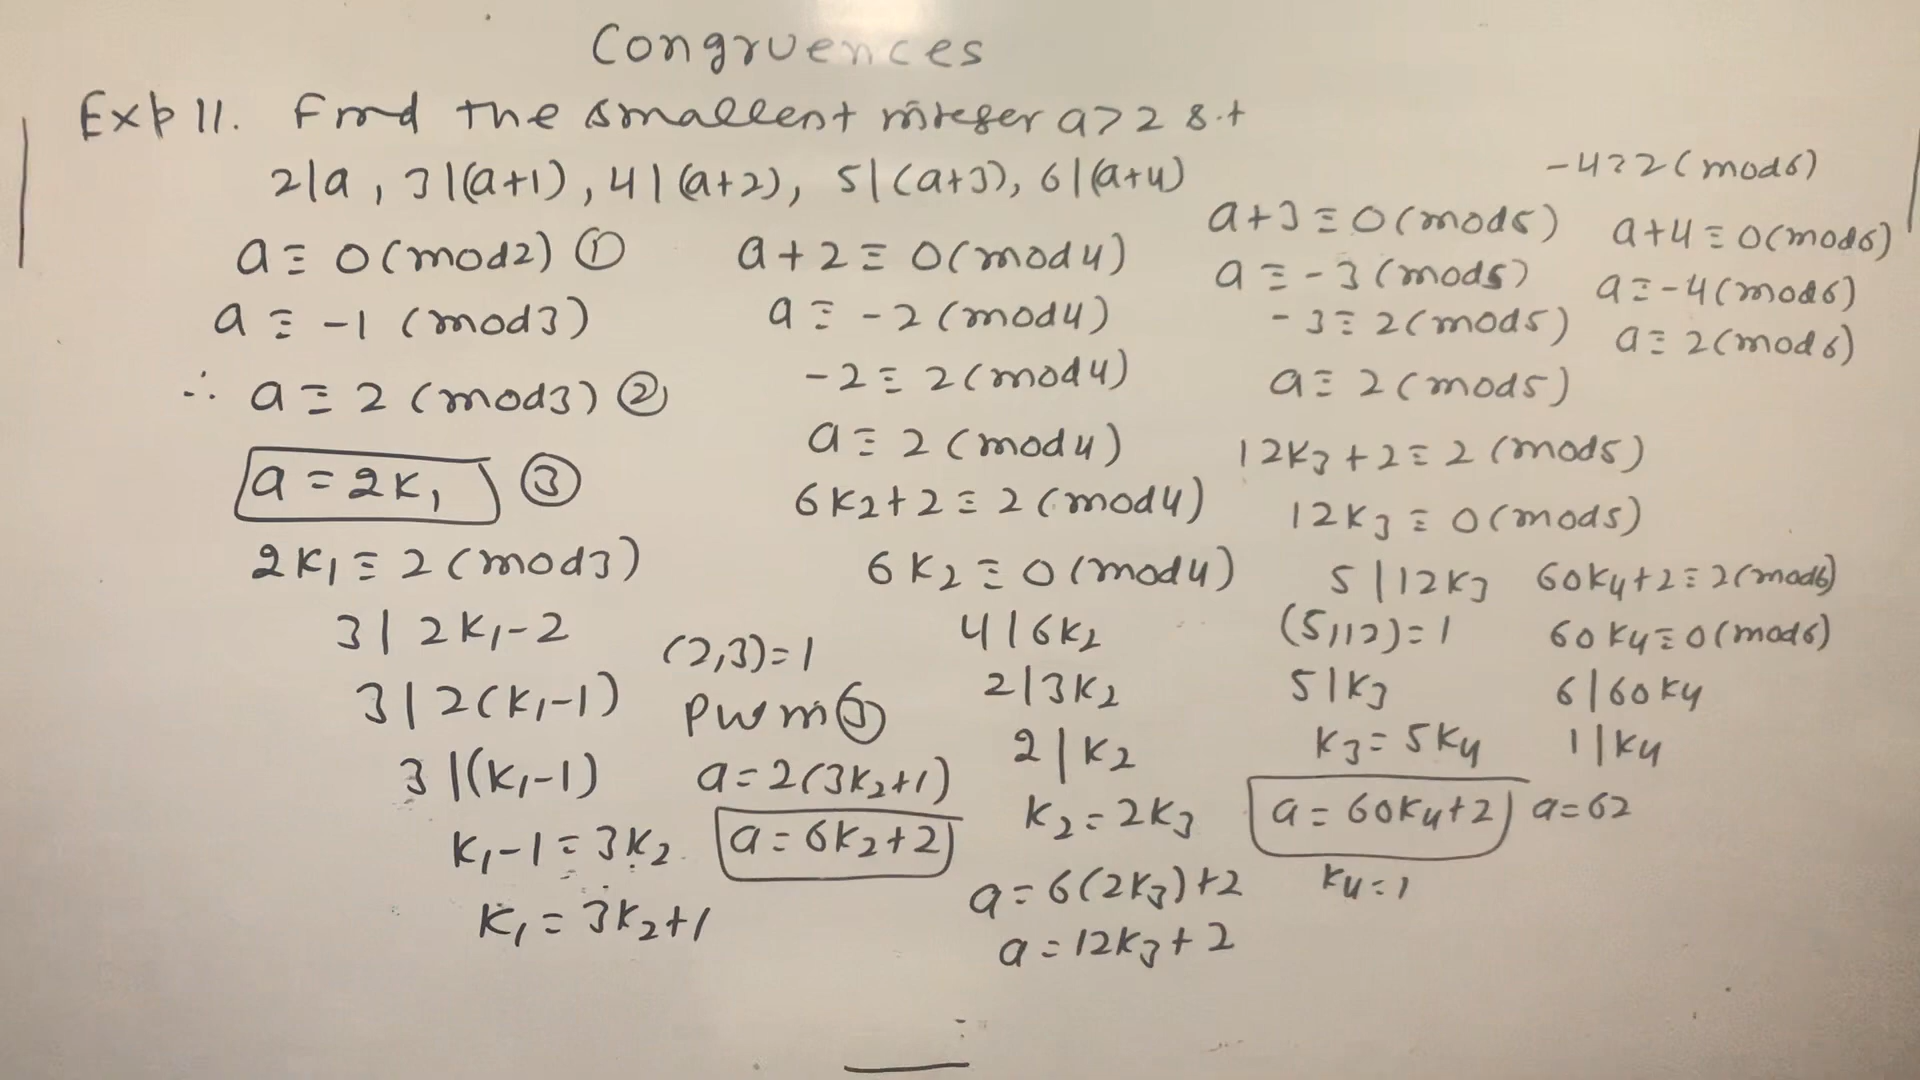 Congruences
Exp 11. Find the smallest integer a>2 s.t
2|a, 3|(a+1), 4|(a+2), 5|(a+3), 6|(a+4)
a ≡ 0(mod2) ①
a ≡ -1 (mod3)
∴ a ≡ 2 (mod3) ②
a = 2k₁ ③
2k₁ ≡ 2(mod3)
3 | 2k₁-2
3 | 2(k₁-1)
3 | (k₁-1)
k₁-1 = 3k₂
k₁ = 3k₂+1
(2,3)=1
Pw in ③
a = 2(3k₂+1)
a = 6k₂+2
a+2 ≡ 0(mod4)
a ≡ -2(mod4)
-2 ≡ 2(mod4)
a ≡ 2(mod4)
6k₂+2 ≡ 2(mod4)
6k₂ ≡ 0(mod4)
4|6k₂
2|3k₂
2|k₂
k₂ = 2k₃
a = 6(2k₃)+2
a = 12k₃+2
a+3 ≡ 0(mod5)
a ≡ -3(mod5)
-3 ≡ 2(mod5)
a ≡ 2(mod5)
12k₃+2 ≡ 2(mod5)
12k₃ ≡ 0(mod5)
5|12k₃
(5,12)=1
5|k₃
k₃ = 5k₄
a = 60k₄+2
k₄ = 1
-4≡2(mod6)
a+4 ≡ 0(mod6)
a ≡ -4(mod6)
a ≡ 2(mod6)
60k₄+2 ≡ 2(mod6)
60k₄ ≡ 0(mod6)
6|60k₄
1|k₄
a = 62